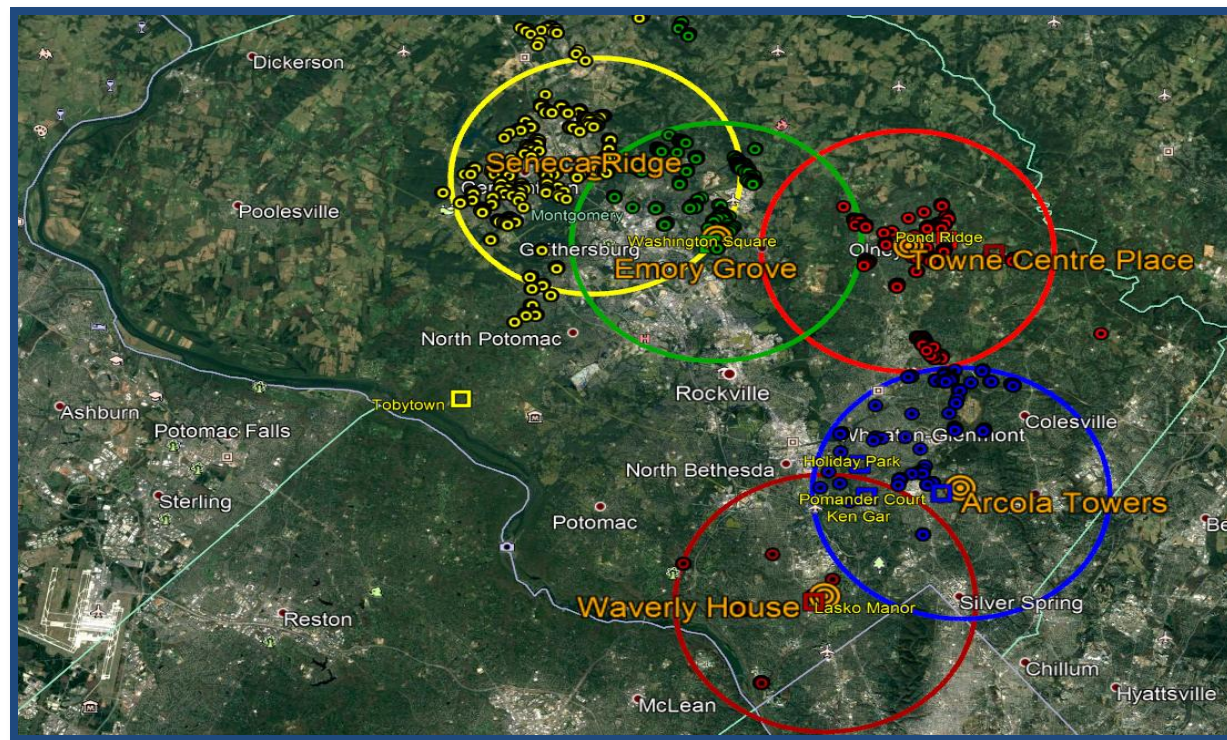 Dickerson
Seneca Ridge
Poolesville
Montgomery
Washington Square
Gaithersburg
Emory Grove
Pond Ridge
Towne Centre Place
North Potomac
Rockville
Tobytown
Ashburn
Potomac Falls
Colesville
Wheaton-Glenmont
Holiday Park
North Bethesda
Sterling
Pomander Court
Arcola Towers
Ken Gar
Potomac
Waverly House
Lasko Manor
Silver Spring
Reston
Chillum
Hyattsville
McLean